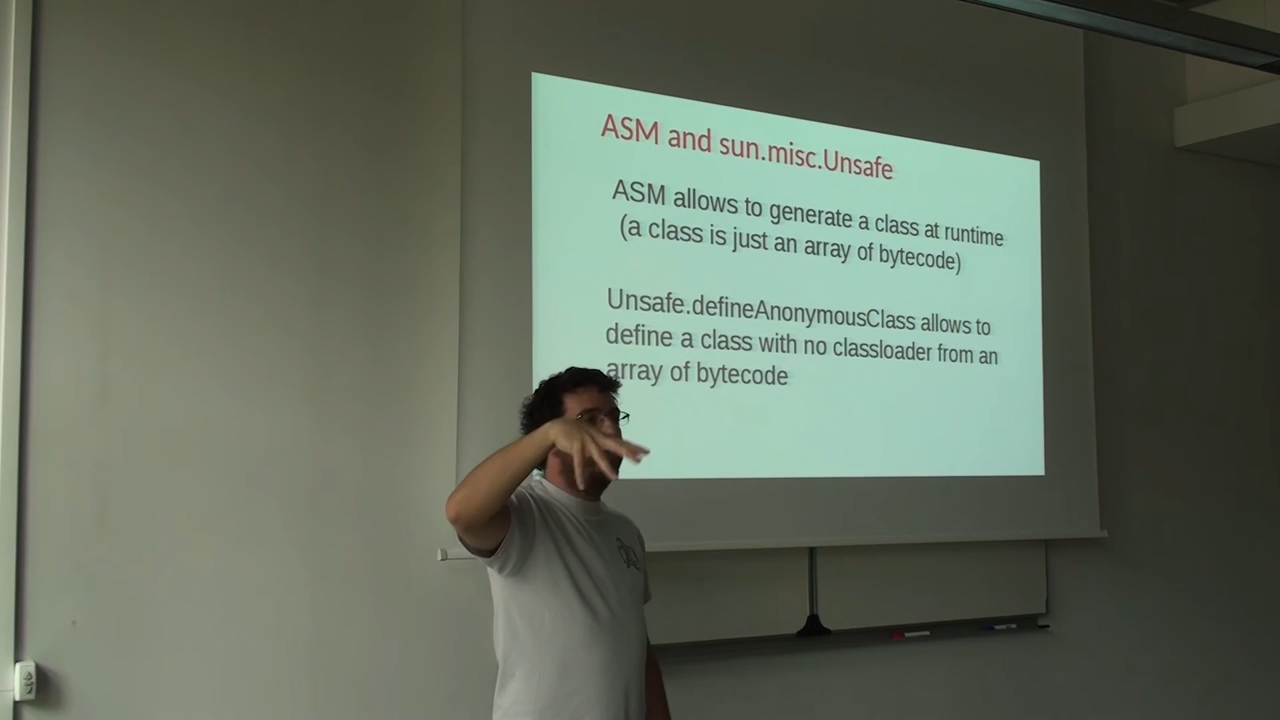 ASM and sun.misc.Unsafe
ASM allows to generate a class at runtime
(a class is just an array of bytecode)
Unsafe.defineAnonymousClass allows to
define a class with no classloader from an
array of bytecode